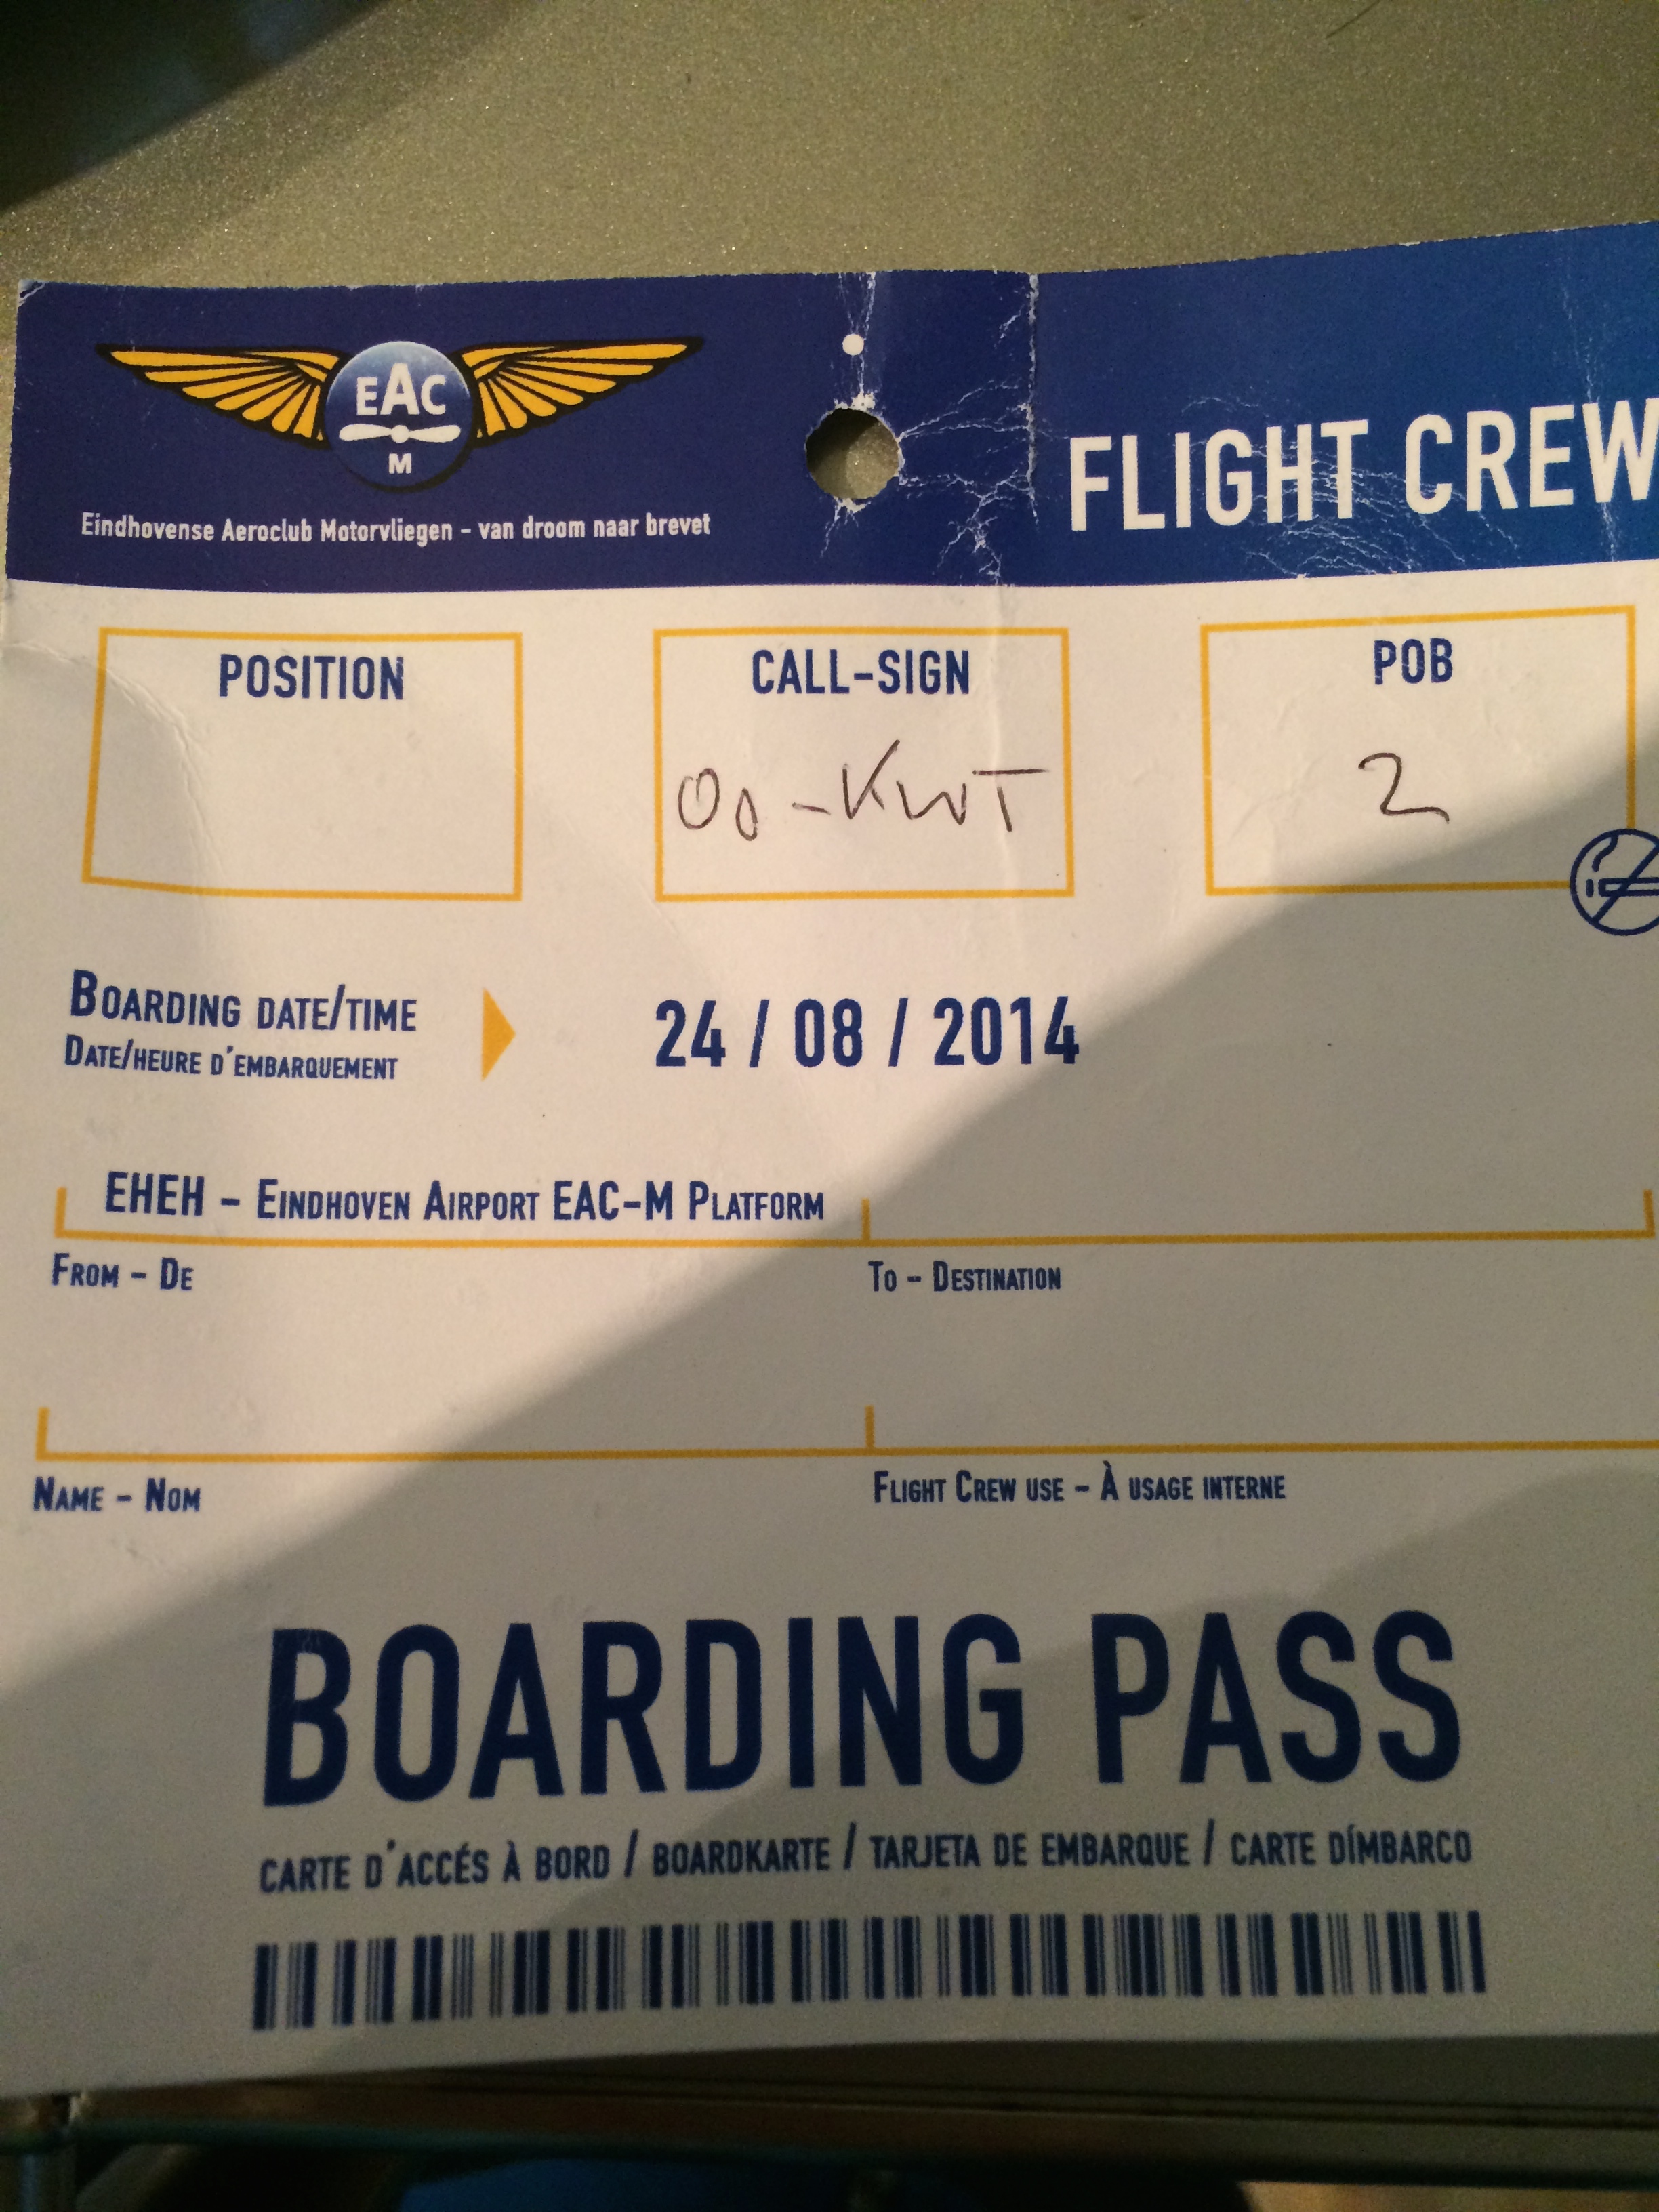 EAC
M
Eindhovense Aeroclub Motorvliegen – van droom naar brevet
FLIGHT CREW
POSITION
CALL-SIGN
POB
OO-KWT
2
BOARDING DATE/TIME
DATE/HEURE D'EMBARQUEMENT
24 / 08 / 2014
EHEH – EINDHOVEN AIRPORT EAC-M PLATFORM
FROM – DE
TO – DESTINATION
NAME – NOM
FLIGHT CREW USE – À USAGE INTERNE
BOARDING PASS
CARTE D'ACCÉS À BORD / BOARDKARTE / TARJETA DE EMBARQUE / CARTE DÍMBARCO